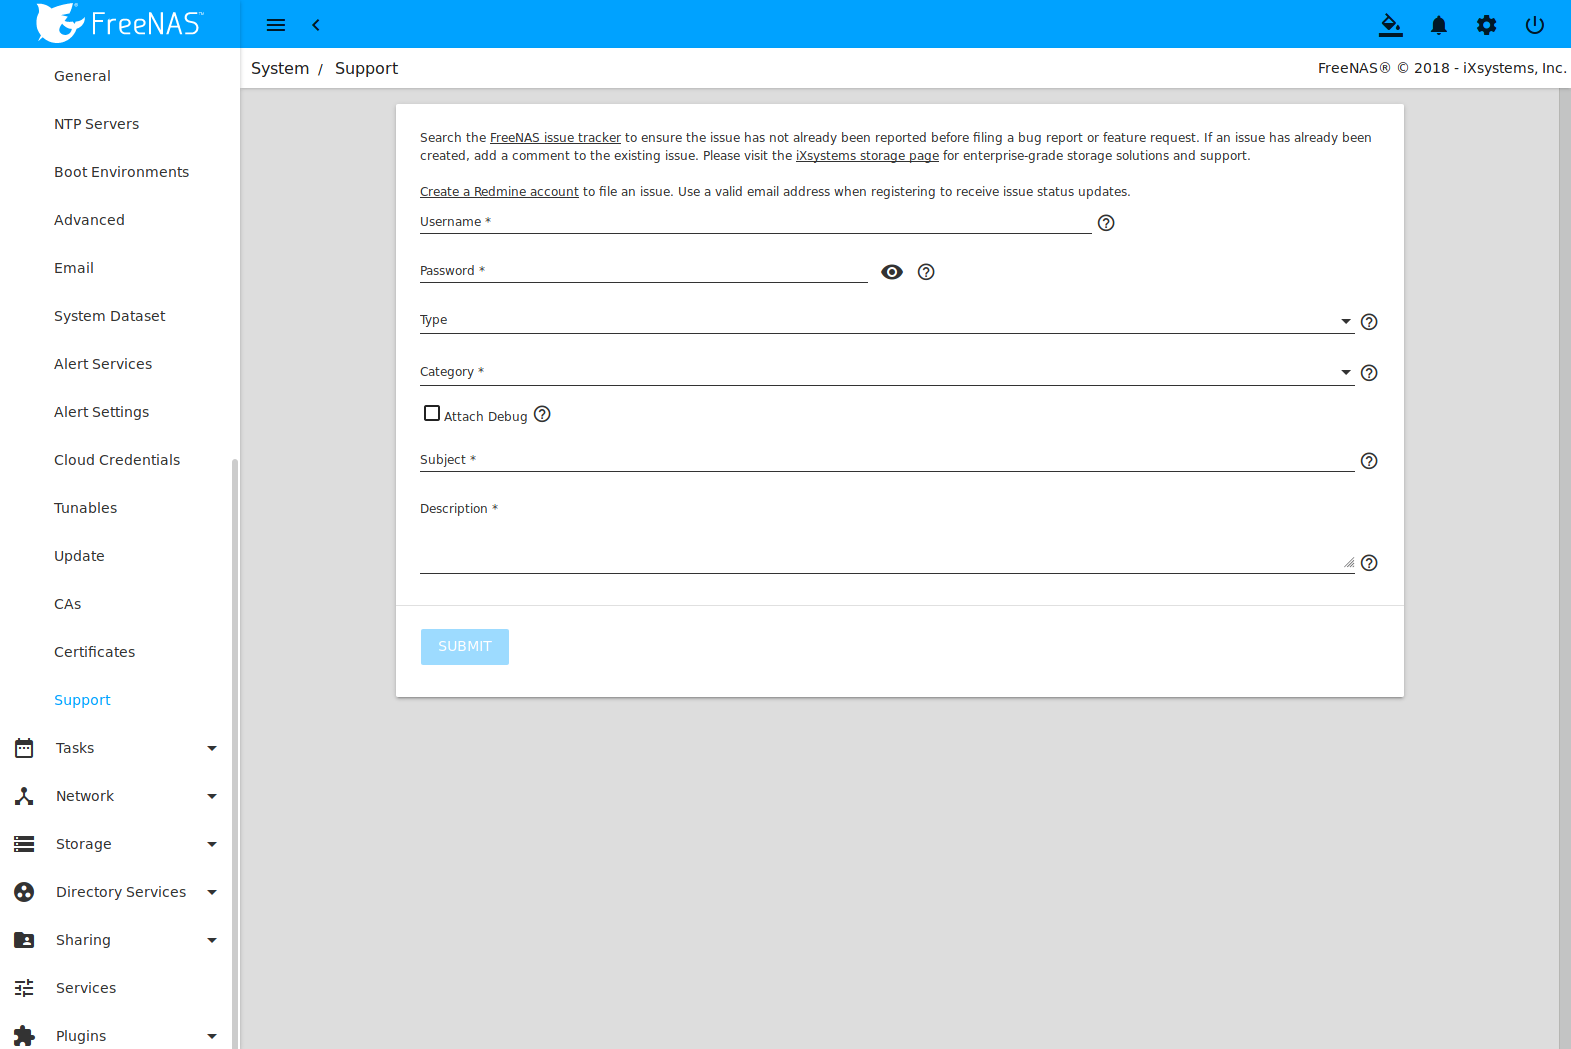 FreeNAS™
System / Support
FreeNAS® © 2018 - iXsystems, Inc.
General
NTP Servers
Boot Environments
Advanced
Email
System Dataset
Alert Services
Alert Settings
Cloud Credentials
Tunables
Update
CAs
Certificates
Support
Tasks
Network
Storage
Directory Services
Sharing
Services
Plugins
Search the FreeNAS issue tracker to ensure the issue has not already been reported before filing a bug report or feature request. If an issue has already been
created, add a comment to the existing issue. Please visit the iXsystems storage page for enterprise-grade storage solutions and support.
Create a Redmine account to file an issue. Use a valid email address when registering to receive issue status updates.
Username *
Password *
Type
Category *
Attach Debug
Subject *
Description *
SUBMIT